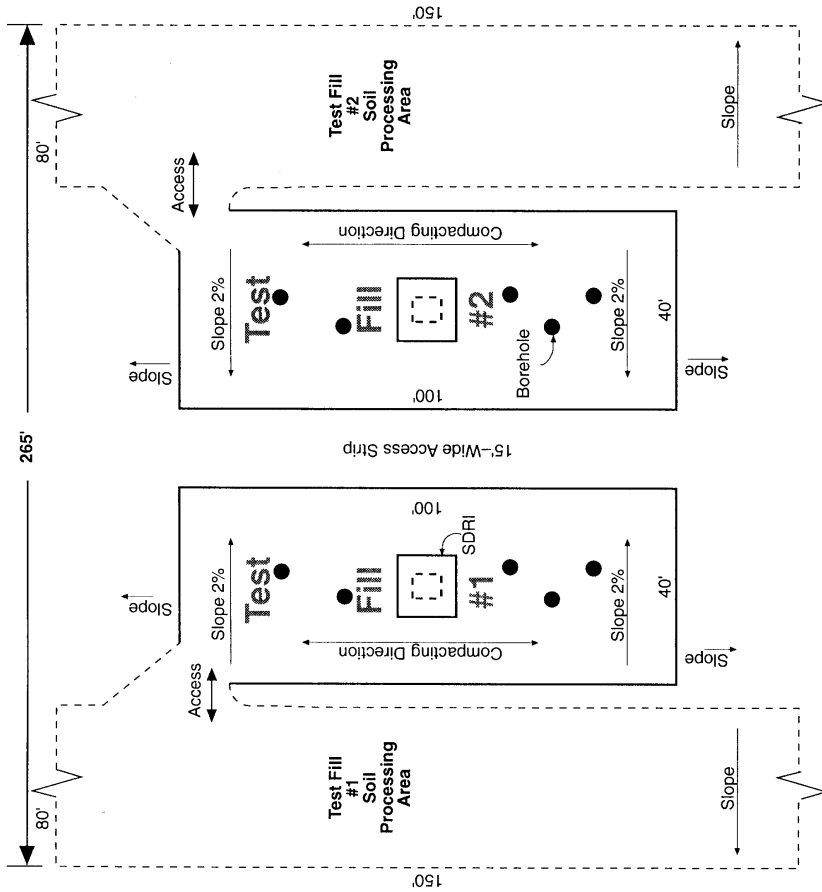 265'
80'
150'
Test Fill
#1
Soil
Processing
Area
Slope
Access
Slope
Slope 2%
Test
Fill
#1
Compacting Direction
100'
SDRI
Slope 2%
40'
Slope
15'-Wide Access Strip
Slope
Slope 2%
Test
Fill
#2
Compacting Direction
100'
Borehole
Slope 2%
40'
Slope
Access
80'
150'
Test Fill
#2
Soil
Processing
Area
Slope